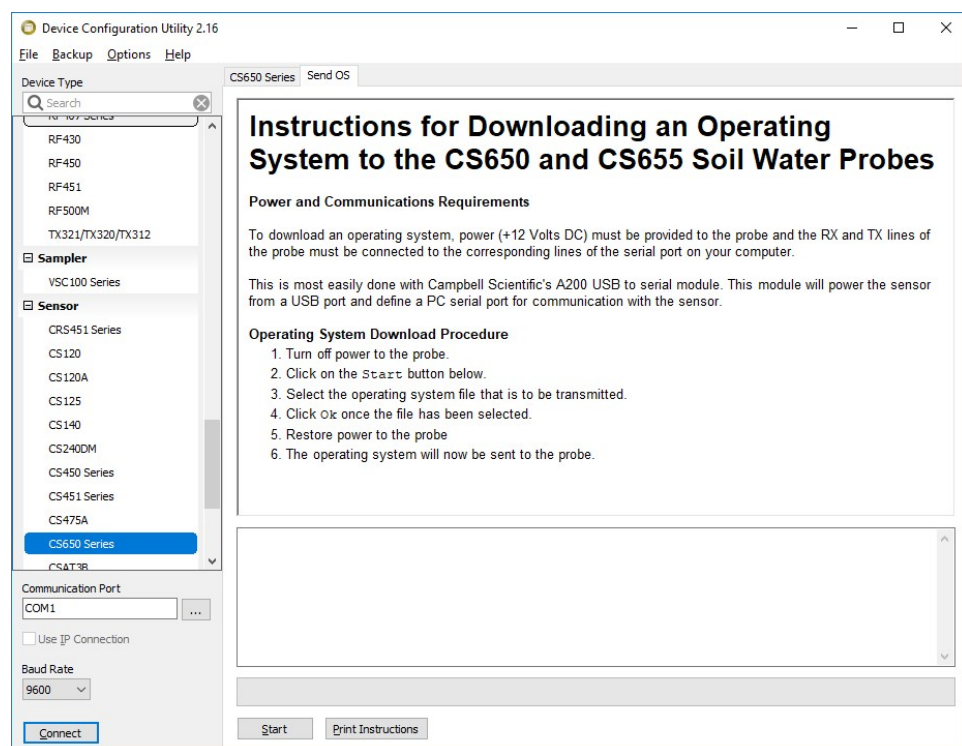 Device Configuration Utility 2.16
File Backup Options Help
Device Type
Search
RF430
RF450
RF451
RF500M
TX321/TX320/TX312
Sampler
VSC100 Series
Sensor
CRS451 Series
CS120
CS120A
CS125
CS140
CS240DM
CS450 Series
CS451 Series
CS475A
CS650 Series
CSAT3B
Communication Port
COM1
...
Use IP Connection
Baud Rate
9600
Connect
CS650 Series Send OS
Instructions for Downloading an Operating
System to the CS650 and CS655 Soil Water Probes
Power and Communications Requirements
To download an operating system, power (+12 Volts DC) must be provided to the probe and the RX and TX lines of
the probe must be connected to the corresponding lines of the serial port on your computer.
This is most easily done with Campbell Scientific's A200 USB to serial module. This module will power the sensor
from a USB port and define a PC serial port for communication with the sensor.
Operating System Download Procedure
1. Turn off power to the probe.
2. Click on the Start button below.
3. Select the operating system file that is to be transmitted.
4. Click Ok once the file has been selected.
5. Restore power to the probe
6. The operating system will now be sent to the probe.
Start Print Instructions